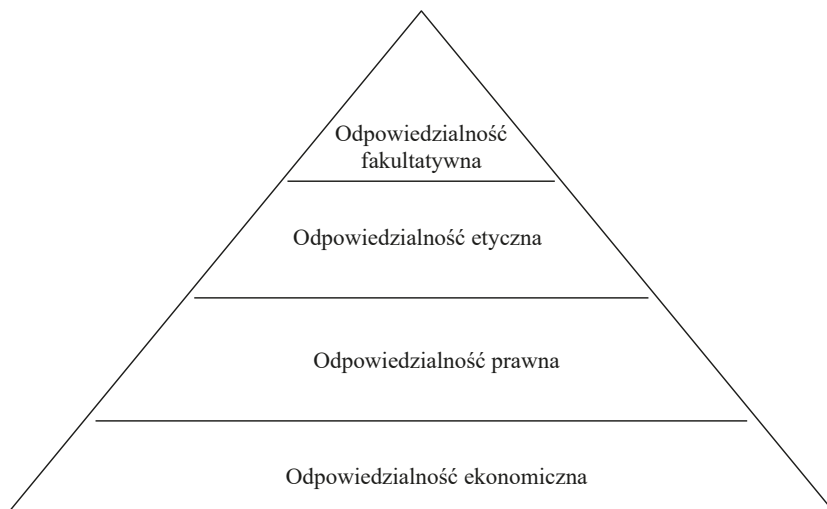 Odpowiedzialność
fakultatywna
Odpowiedzialność etyczna
Odpowiedzialność prawna
Odpowiedzialność ekonomiczna